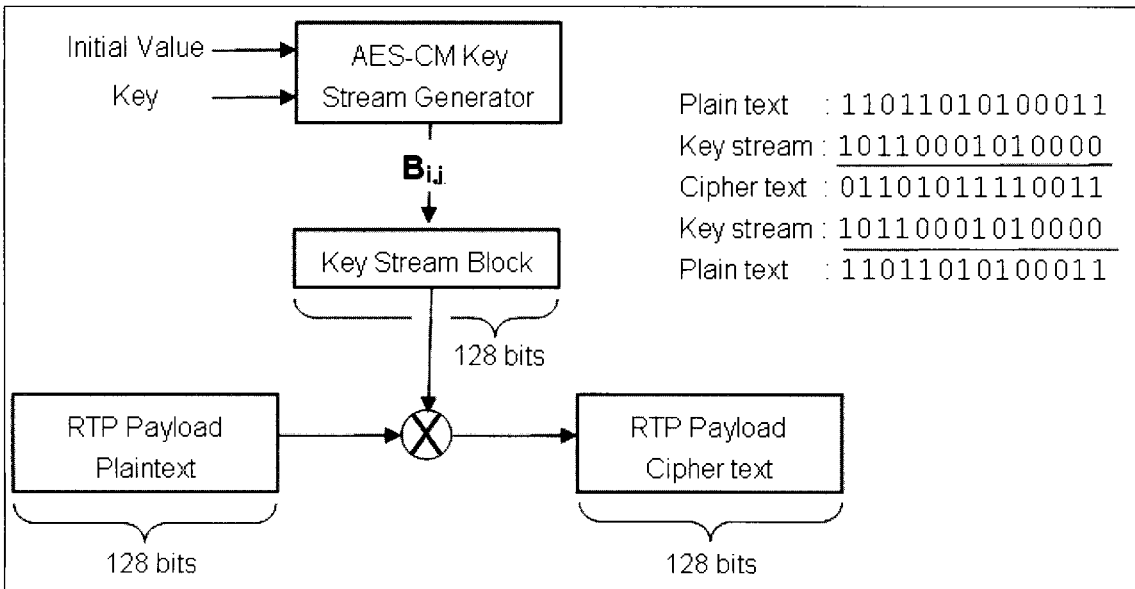 Initial Value
Key
AES-CM Key
Stream Generator
Bi,j
Key Stream Block
128 bits
RTP Payload
Plaintext
128 bits
X
RTP Payload
Cipher text
128 bits
Plain text : 11011010100011
Key stream : 10110001010000
Cipher text : 01101011110011
Key stream : 10110001010000
Plain text : 11011010100011